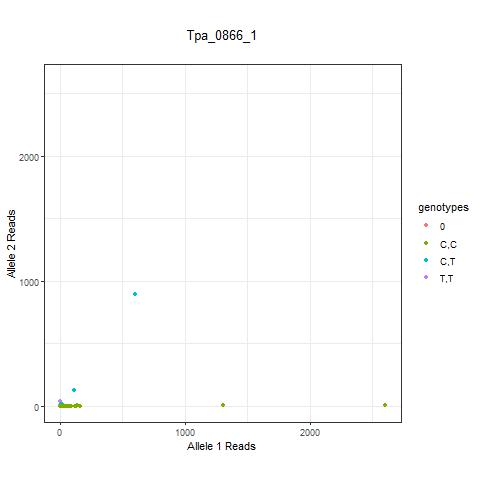 Tpa_0866_1
Allele 2 Reads
2000
1000
0
0
1000
2000
Allele 1 Reads
genotypes
0
C,C
C,T
T,T